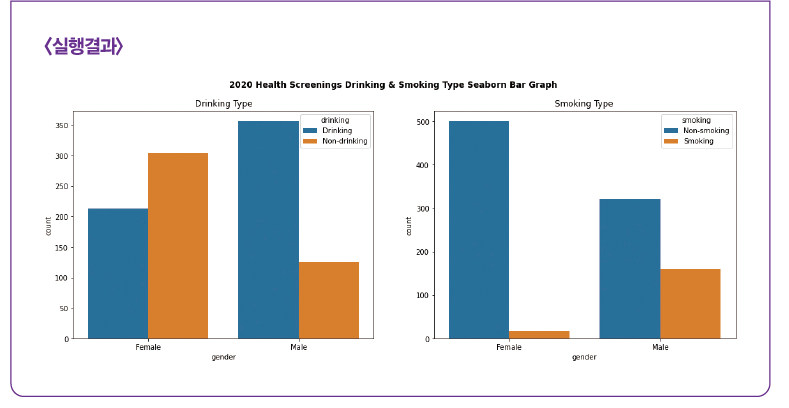 <실행결과>
2020 Health Screenings Drinking & Smoking Type Seaborn Bar Graph
Drinking Type
drinking
Drinking
Non-drinking
350
300
250
200
150
100
50
0
count
Female
Male
gender
Smoking Type
smoking
Non-smoking
Smoking
500
400
300
200
100
0
count
Female
Male
gender